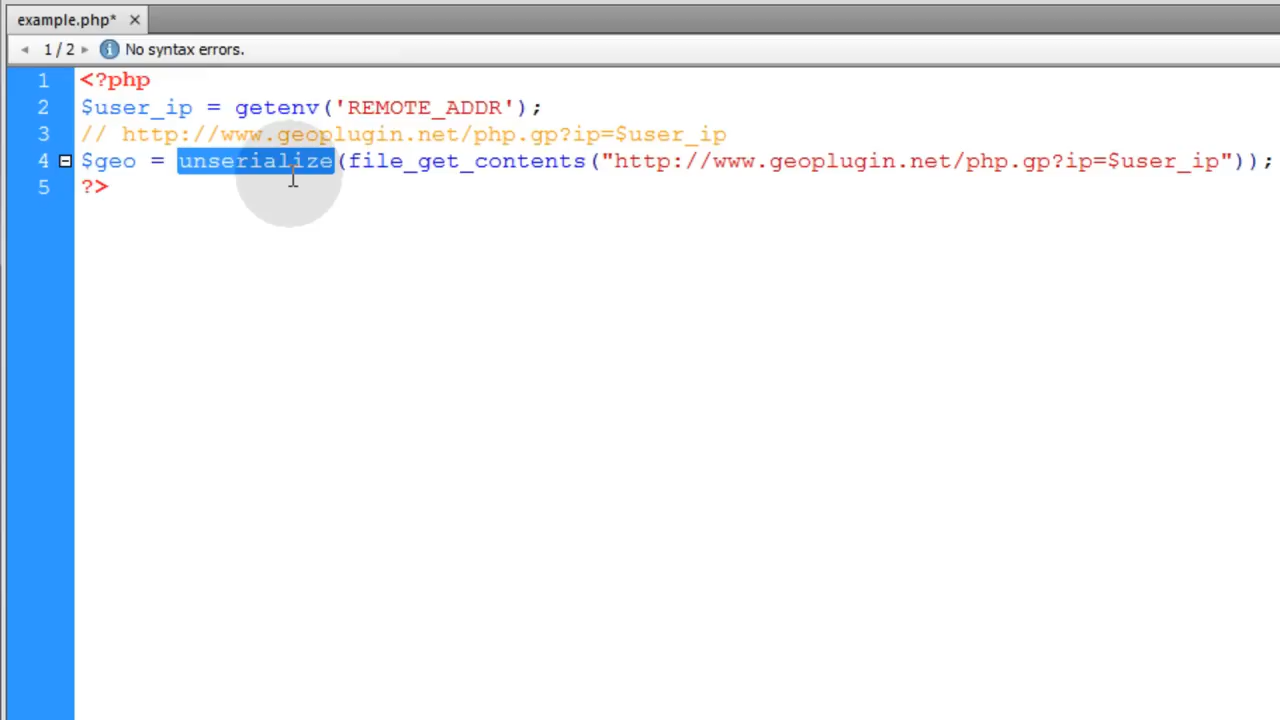 example.php*
1 / 2 No syntax errors.
1 <?php
2 $user_ip = getenv('REMOTE_ADDR');
3 // http://www.geoplugin.net/php.gp?ip=$user_ip
4 $geo = unserialize(file_get_contents("http://www.geoplugin.net/php.gp?ip=$user_ip"));
5 ?>